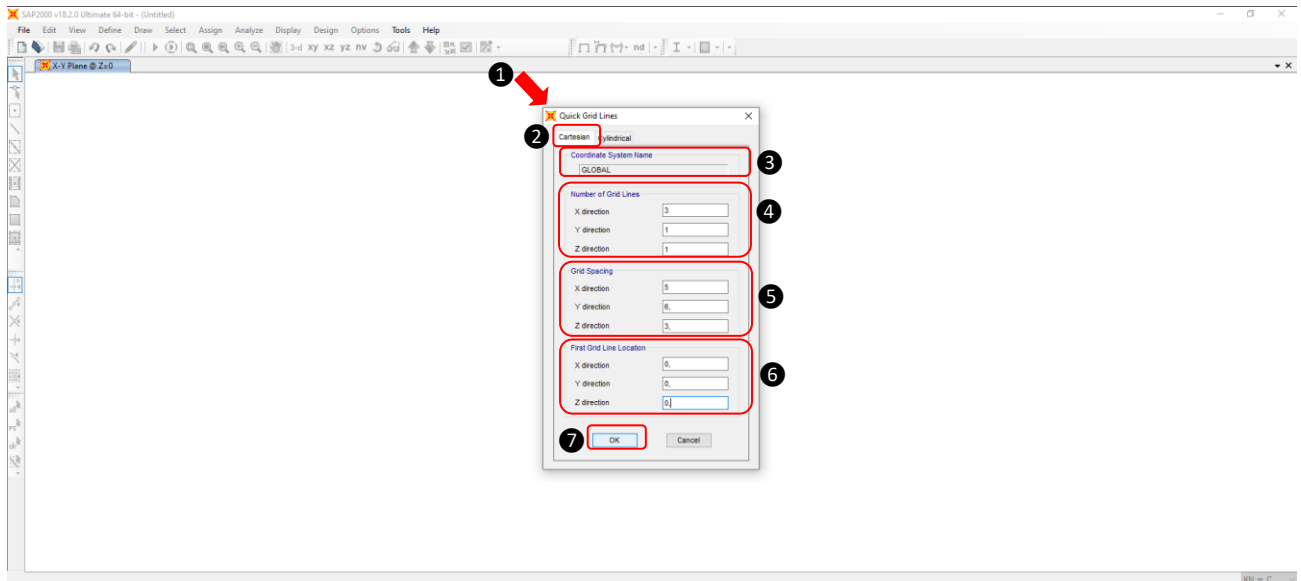 SAP2000 v18.2.0 Ultimate 64-bit - (Untitled)
File Edit View Define Draw Select Assign Analyze Display Design Options Tools Help
3-d xy xz yz nv
nd
X-Y Plane @ Z=0
1
Quick Grid Lines
2
Cartesian Cylindrical
Coordinate System Name
3
GLOBAL
Number of Grid Lines
X direction 3
4
Y direction 1
Z direction 1
Grid Spacing
X direction 5
5
Y direction 6,
Z direction 3,
First Grid Line Location
X direction 0,
6
Y direction 0,
Z direction 0,
7
OK Cancel